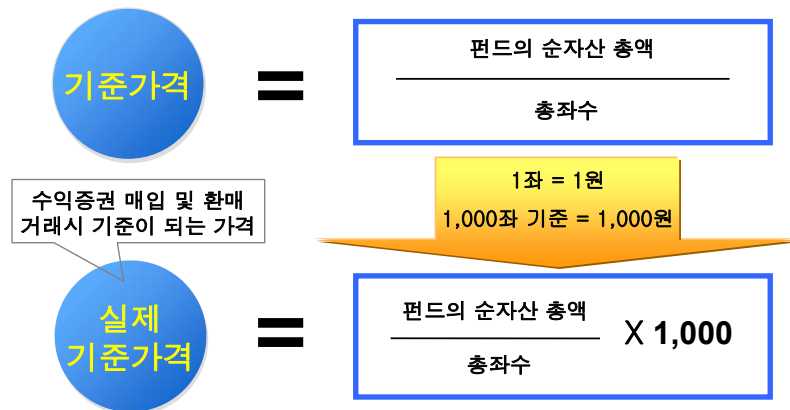 기준가격
=
펀드의 순자산 총액
총좌수
1좌 = 1원
1,000좌 기준 = 1,000원
수익증권 매입 및 환매
거래시 기준이 되는 가격
실제
기준가격
=
펀드의 순자산 총액
총좌수
X 1,000